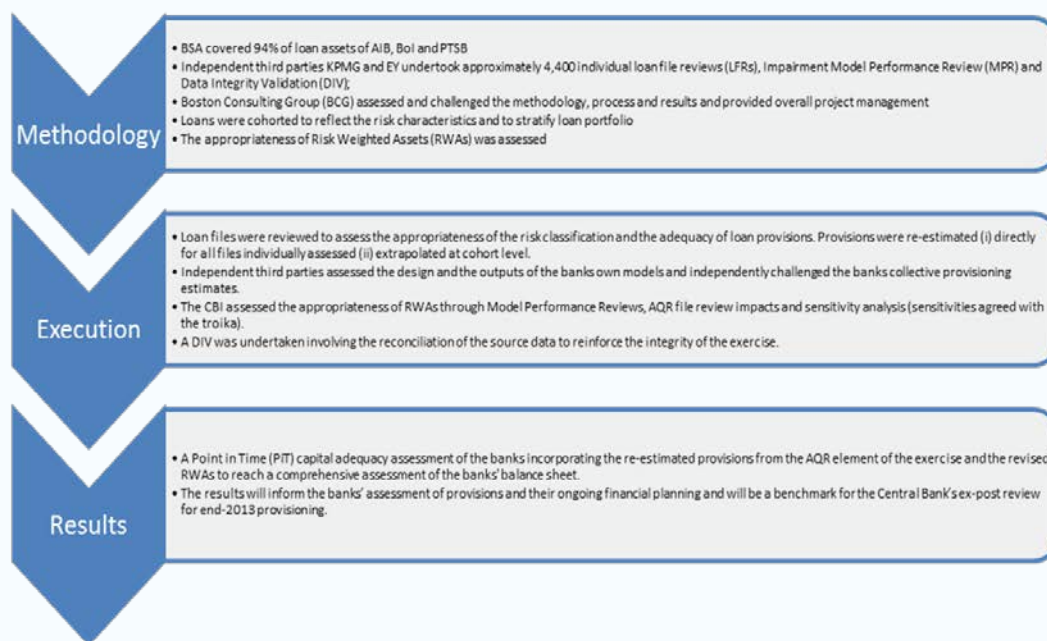 Methodology
• BSA covered 94% of loan assets of AIB, BoI and PTSB
• Independent third parties KPMG and EY undertook approximately 4,400 individual loan file reviews (LFRs), Impairment Model Performance Review (MPR) and
Data Integrity Validation (DIV);
• Boston Consulting Group (BCG) assessed and challenged the methodology, process and results and provided overall project management
• Loans were cohorted to reflect the risk characteristics and to stratify loan portfolio
• The appropriateness of Risk Weighted Assets (RWAs) was assessed
Execution
• Loan files were reviewed to assess the appropriateness of the risk classification and the adequacy of loan provisions. Provisions were re-estimated (i) directly
for all files individually assessed (ii) extrapolated at cohort level.
• Independent third parties assessed the design and the outputs of the banks own models and independently challenged the banks collective provisioning
estimates.
• The CBI assessed the appropriateness of RWAs through Model Performance Reviews, AQR file review impacts and sensitivity analysis (sensitivities agreed with
the troika).
• A DIV was undertaken involving the reconciliation of the source data to reinforce the integrity of the exercise.
Results
• A Point in Time (PiT) capital adequacy assessment of the banks incorporating the re-estimated provisions from the AQR element of the exercise and the revised
RWAs to reach a comprehensive assessment of the banks' balance sheet.
• The results will inform the banks' assessment of provisions and their ongoing financial planning and will be a benchmark for the Central Bank's ex-post review
for end-2013 provisioning.